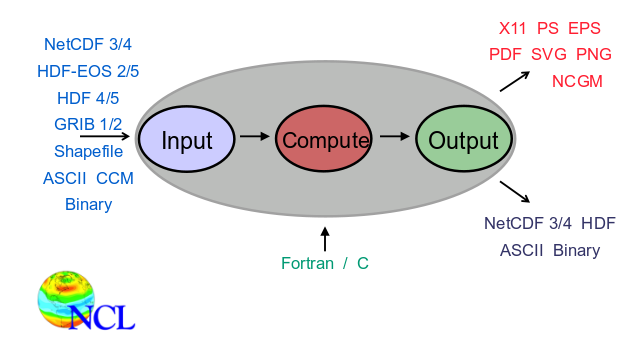 NetCDF 3/4
HDF-EOS 2/5
HDF 4/5
GRIB 1/2
Shapefile
ASCII CCM
Binary
Input
Compute
Output
X11 PS EPS
PDF SVG PNG
NCGM
NetCDF 3/4 HDF
ASCII Binary
Fortran / C
NCL